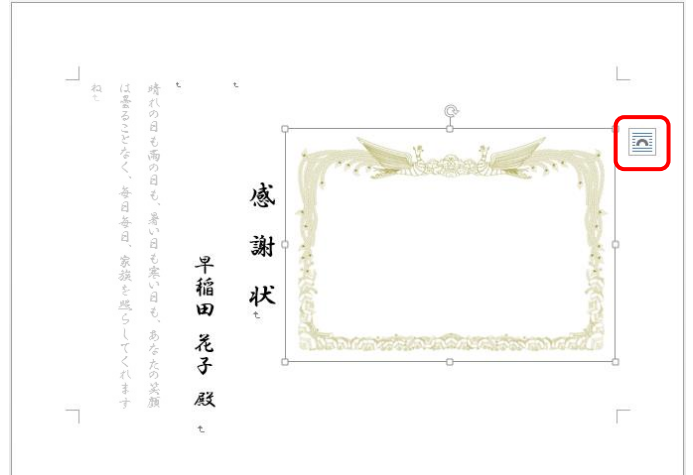 感謝状
早稲田 花子 殿
晴れの日も雨の日も、暑い日も寒い日も、あなたの笑顔
は曇ることなく、毎日毎日、家族を照らしてくれます
ね